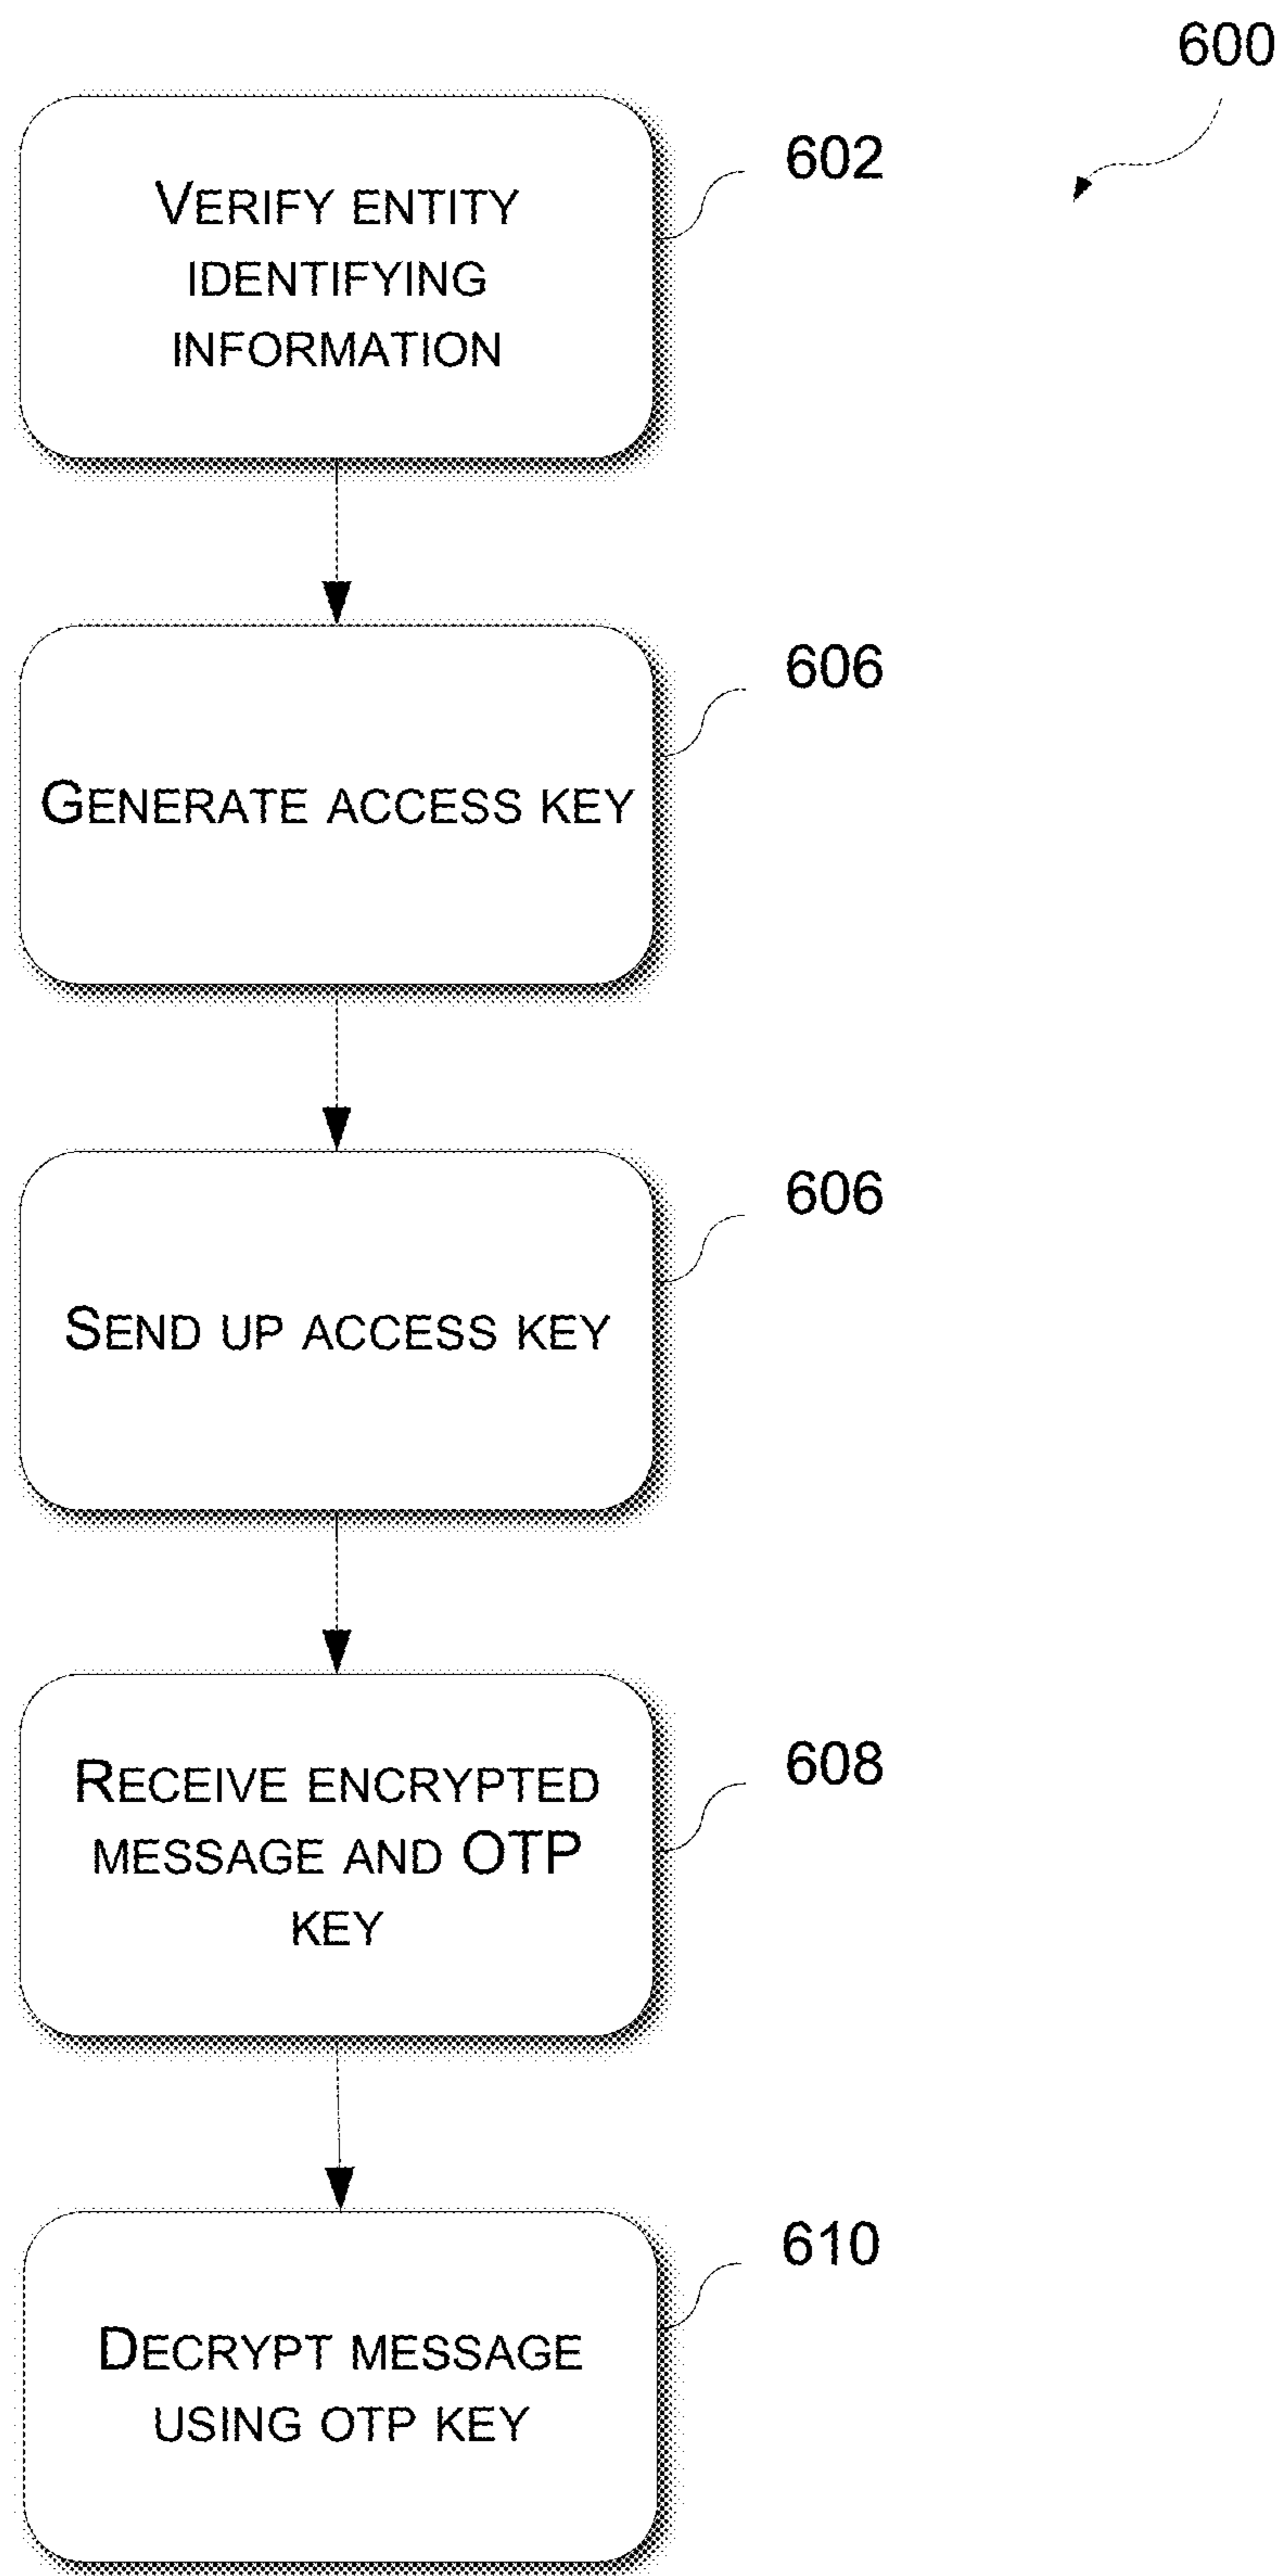 600
602
VERIFY ENTITY
IDENTIFYING
INFORMATION
606
GENERATE ACCESS KEY
606
SEND UP ACCESS KEY
608
RECEIVE ENCRYPTED
MESSAGE AND OTP
KEY
610
DECRYPT MESSAGE
USING OTP KEY